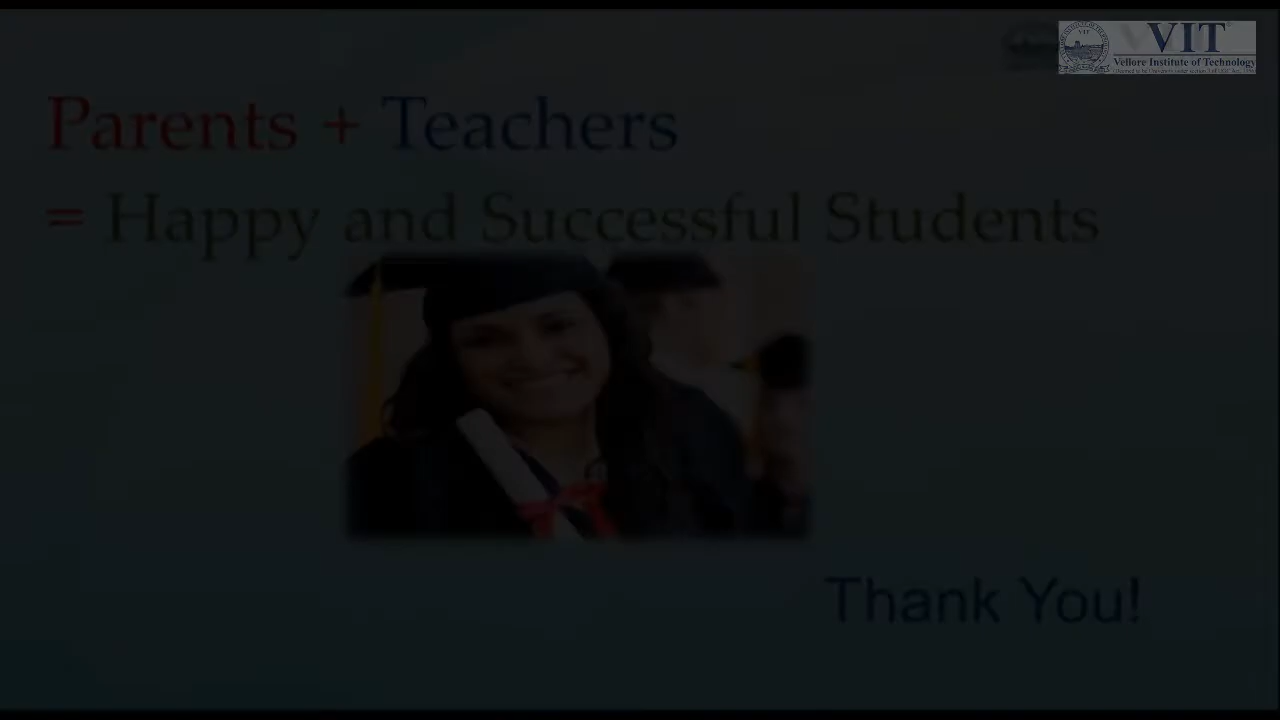 VIT
Vellore Institute of Technology
Parents + Teachers
= Happy and Successful Students
Thank You!